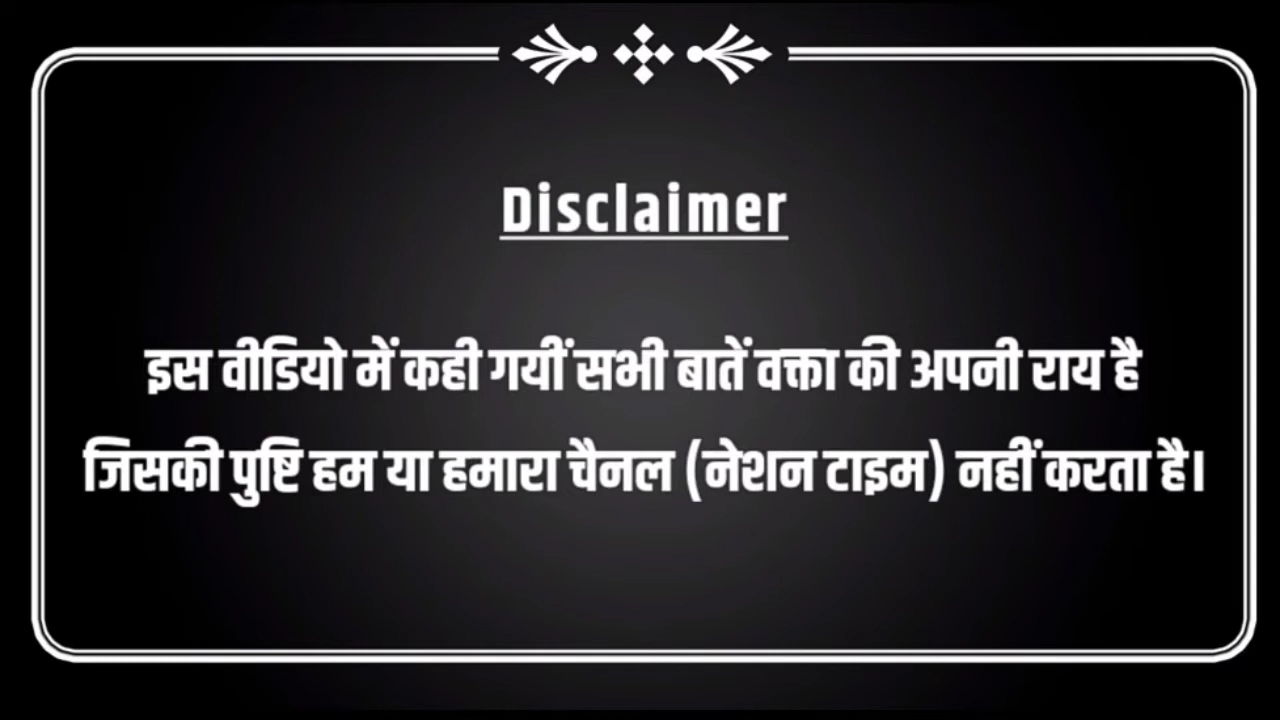 Disclaimer
इस वीडियो में कही गयीं सभी बातें वक्ता की अपनी राय है
जिसकी पुष्टि हम या हमारा चैनल (नेशन टाइम) नहीं करता है।